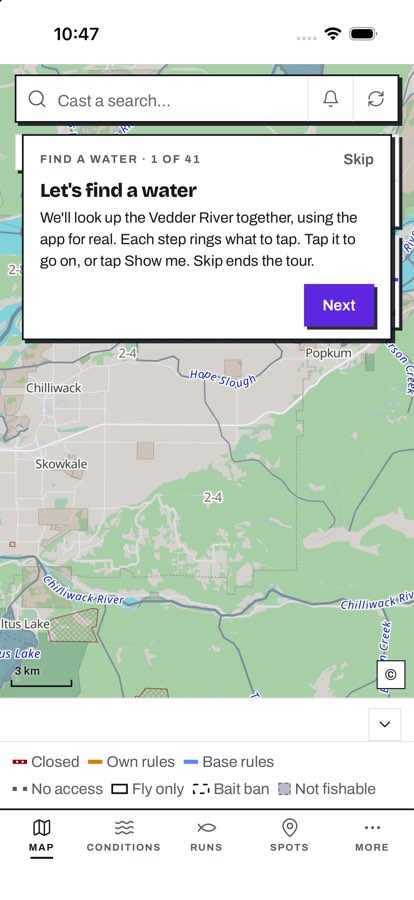 10:47
Cast a search...
FIND A WATER · 1 OF 41
Skip
Let's find a water
We'll look up the Vedder River together, using the
app for real. Each step rings what to tap. Tap it to
go on, or tap Show me. Skip ends the tour.
Next
2-4
Popkum
Hope Slough
Chilliwack
Skowkale
2-4
Chilliwack River
Chilliwack Riv
ltus Lake
us Lake
3 km
Creek
©
Closed
Own rules
Base rules
No access
Fly only
Bait ban
Not fishable
MAP
CONDITIONS
RUNS
SPOTS
MORE